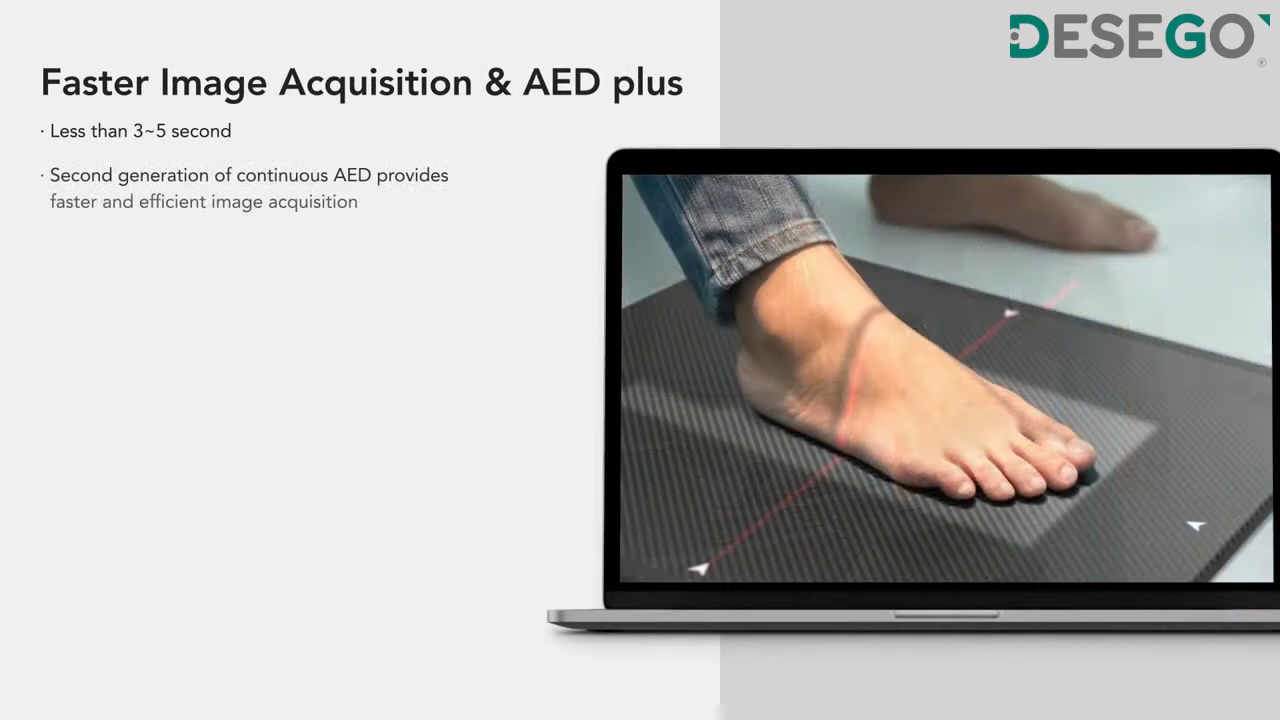 DESEGO®
Faster Image Acquisition & AED plus
· Less than 3~5 second
· Second generation of continuous AED provides
faster and efficient image acquisition